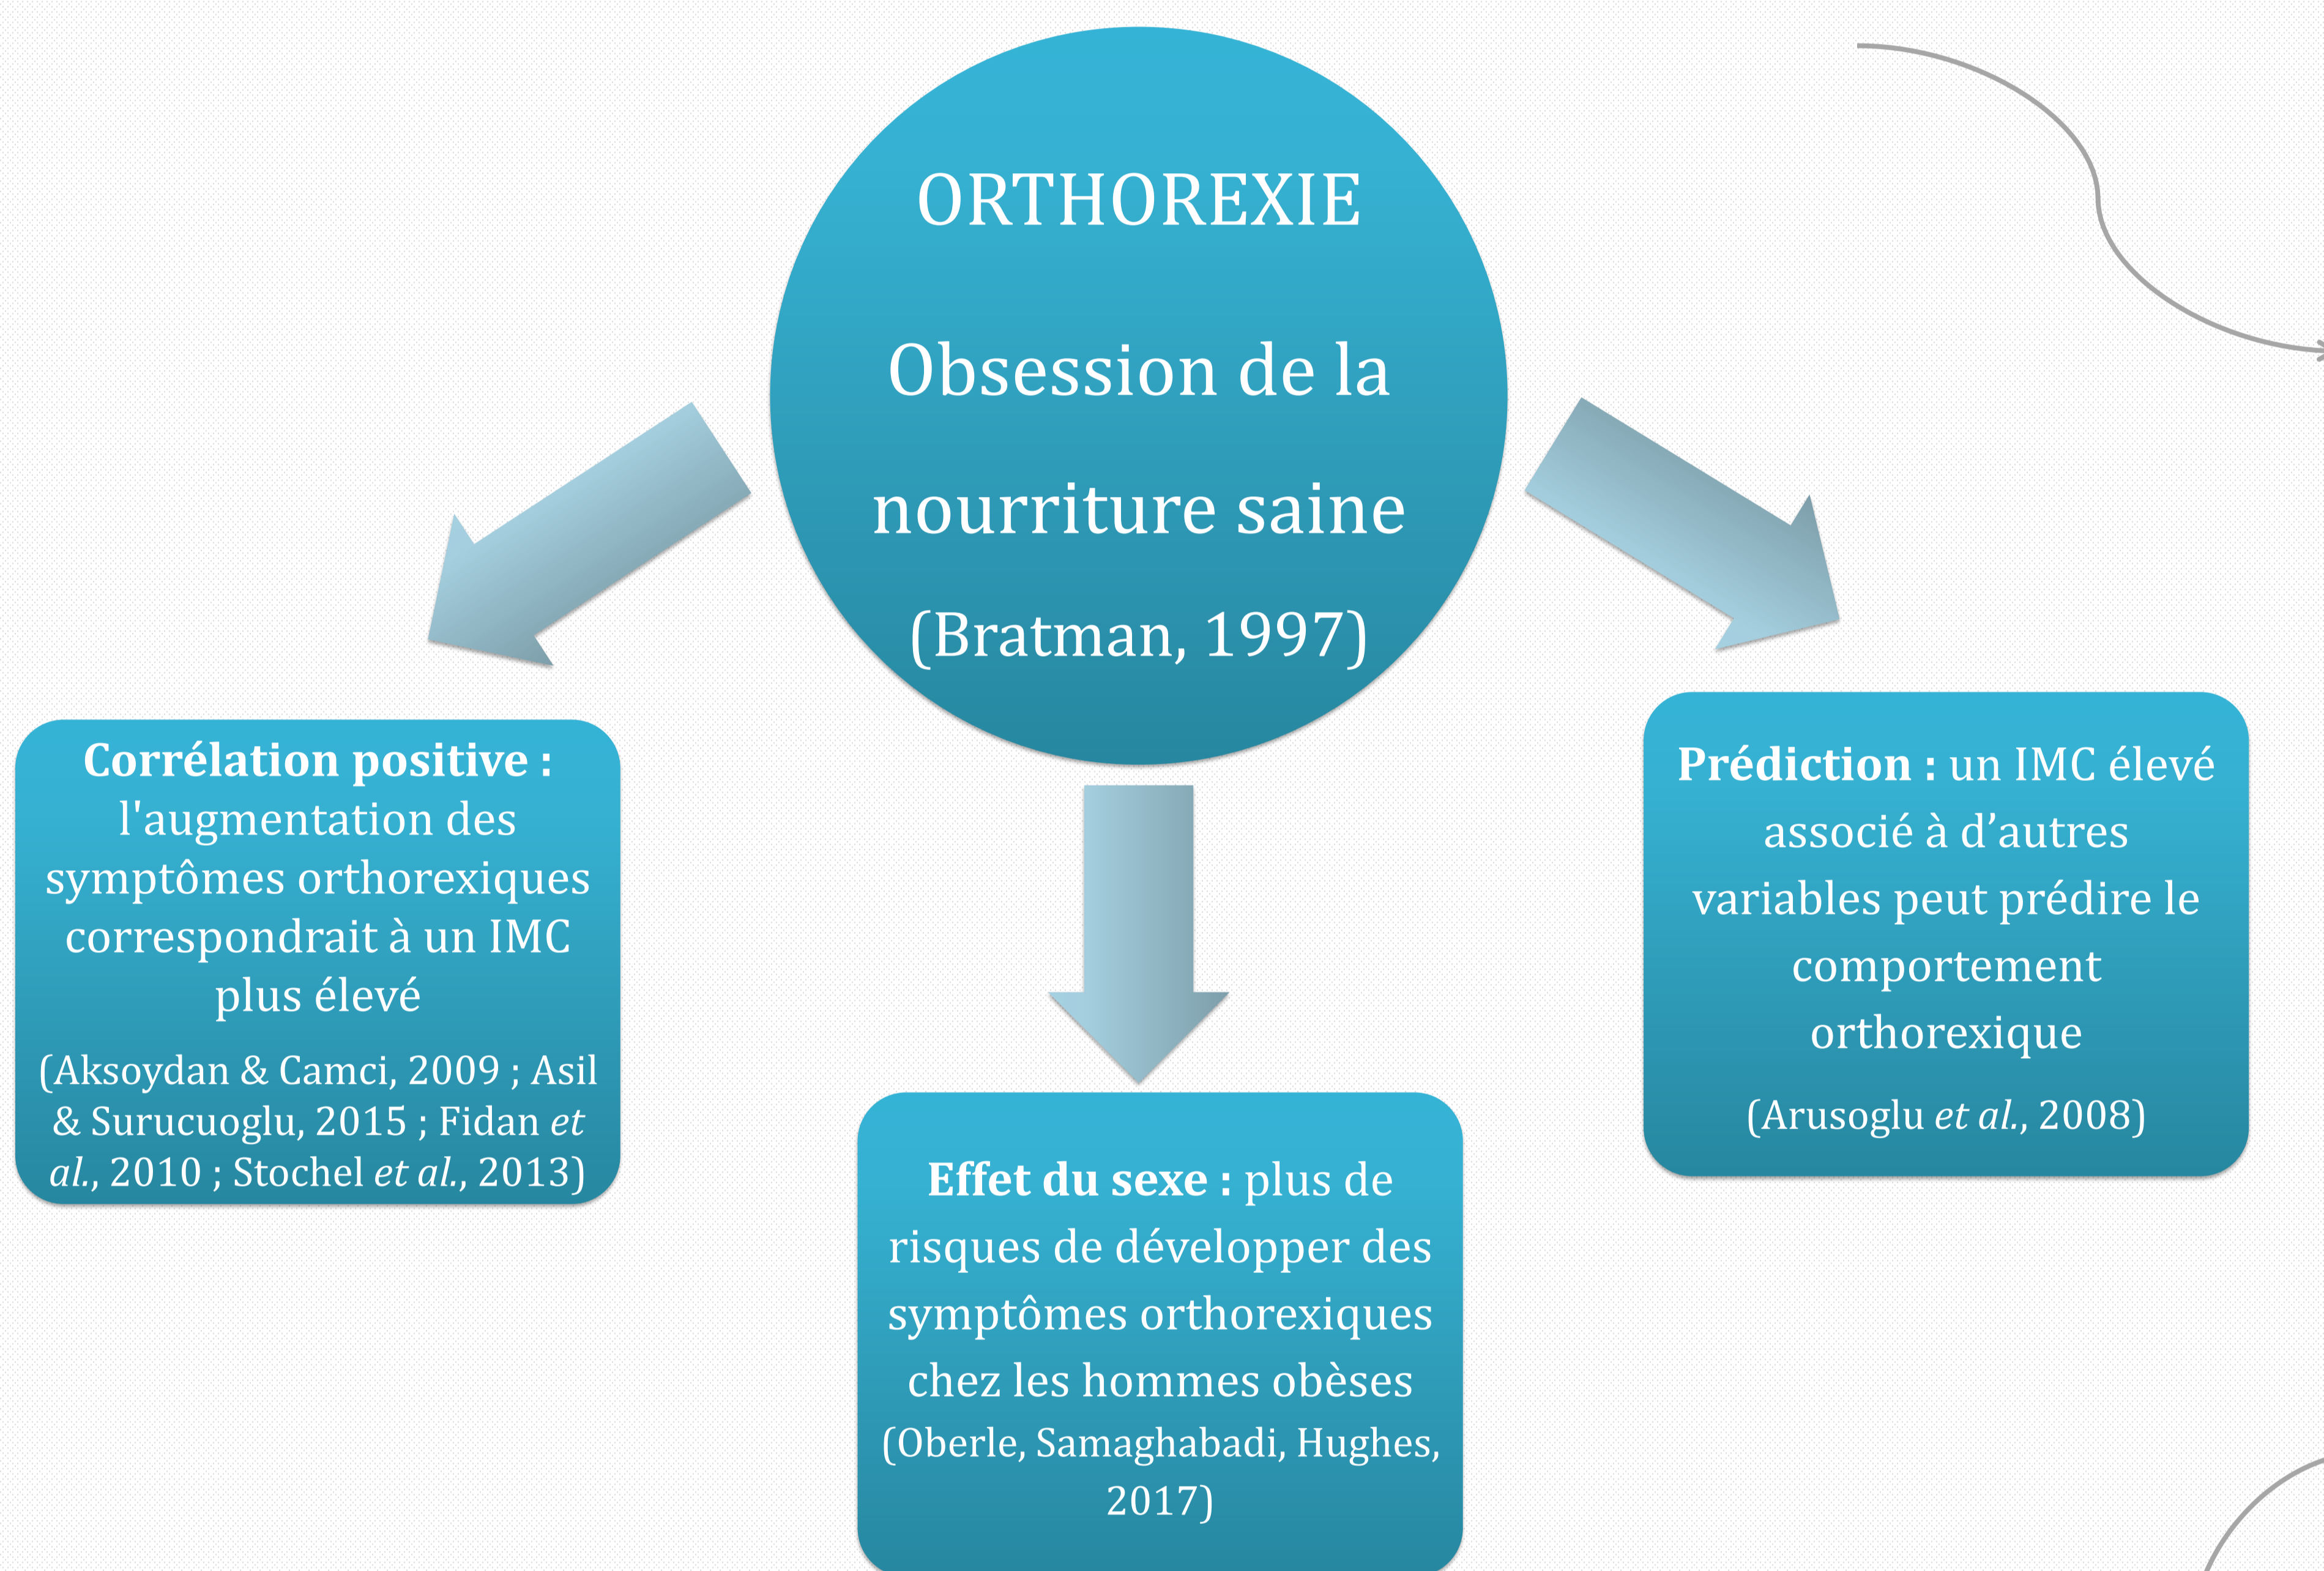 ORTHOREXIE
Obsession de la
nourriture saine
(Bratman, 1997)
Corrélation positive :
l'augmentation des
symptômes orthorexiques
correspondrait à un IMC
plus élevé
(Aksoydan & Camci, 2009 ; Asil
& Surucuoglu, 2015 ; Fidan et
al., 2010 ; Stochel et al., 2013)
Effet du sexe : plus de
risques de développer des
symptômes orthorexiques
chez les hommes obèses
(Oberle, Samaghabadi, Hughes,
2017)
Prédiction : un IMC élevé
associé à d’autres
variables peut prédire le
comportement
orthorexique
(Arusoglu et al., 2008)